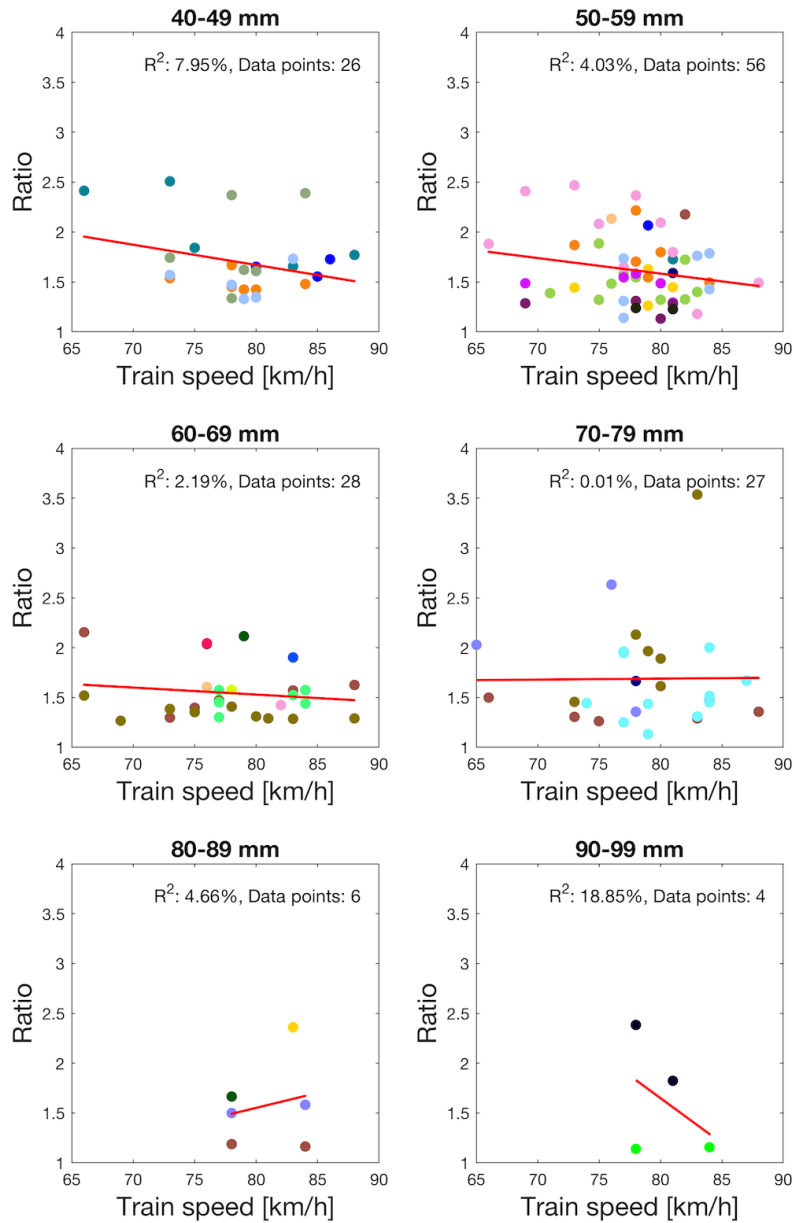 40-49 mm
R²: 7.95%, Data points: 26
4
3.5
3
2.5
2
1.5
1
Ratio
65 70 75 80 85 90
Train speed [km/h]
50-59 mm
R²: 4.03%, Data points: 56
4
3.5
3
2.5
2
1.5
1
Ratio
65 70 75 80 85 90
Train speed [km/h]
60-69 mm
R²: 2.19%, Data points: 28
4
3.5
3
2.5
2
1.5
1
Ratio
65 70 75 80 85 90
Train speed [km/h]
70-79 mm
R²: 0.01%, Data points: 27
4
3.5
3
2.5
2
1.5
1
Ratio
65 70 75 80 85 90
Train speed [km/h]
80-89 mm
R²: 4.66%, Data points: 6
4
3.5
3
2.5
2
1.5
1
Ratio
65 70 75 80 85 90
Train speed [km/h]
90-99 mm
R²: 18.85%, Data points: 4
4
3.5
3
2.5
2
1.5
1
Ratio
65 70 75 80 85 90
Train speed [km/h]